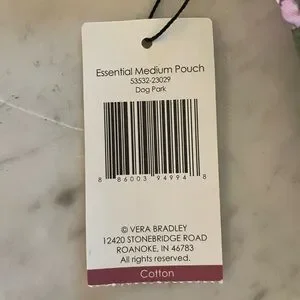 Essential Medium Pouch
53532-23029
Dog Park
8 86003 94994 8
© VERA BRADLEY
12420 STONEBRIDGE ROAD
ROANOKE, IN 46783
All rights reserved.
Cotton